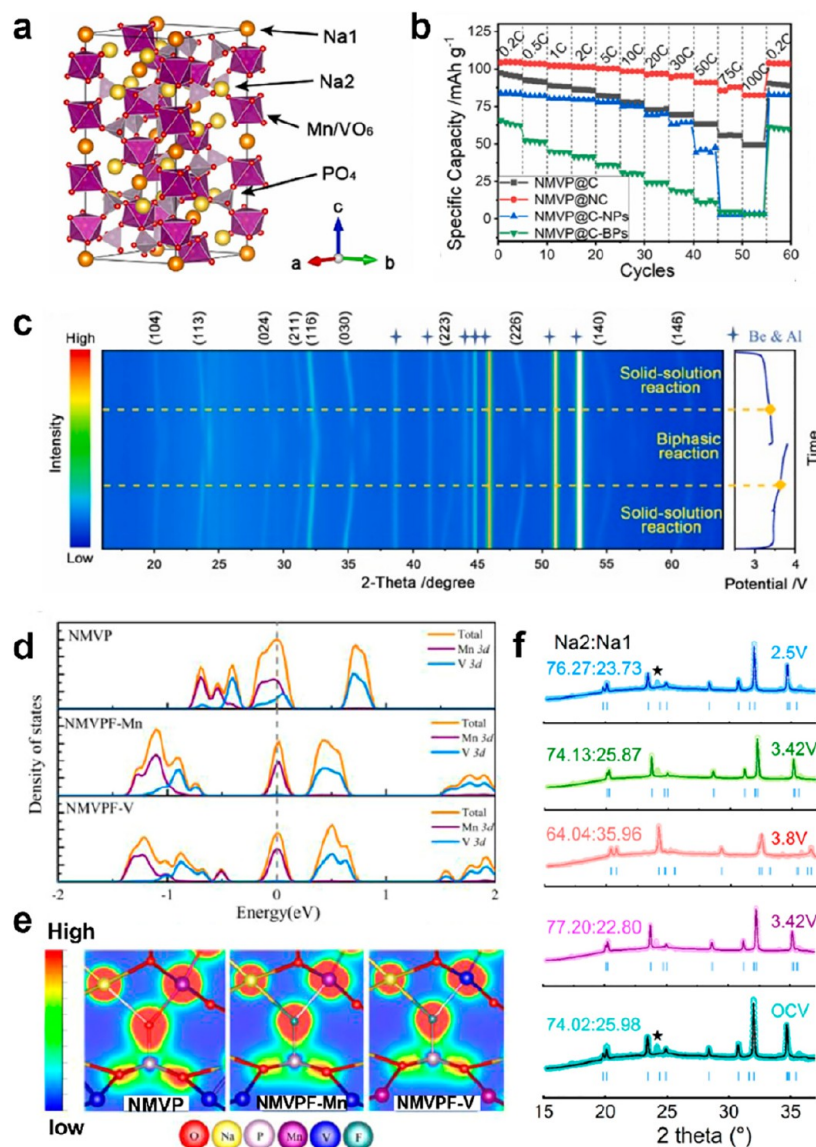 a
Na1
Na2
Mn/VO₆
PO₄
c
a
b
b
Specific Capacity /mAh g⁻¹
125
100
75
50
25
0
0.2C
0.5C
1C
2C
5C
10C
20C
30C
50C
75C
100C
0.2C
NMVP@C
NMVP@NC
NMVP@C-NPs
NMVP@C-BPs
0 10 20 30 40 50 60
Cycles
c
High
Intensity
Low
(104)
(113)
(024)
(211)
(116)
(030)
(223)
(226)
(140)
(146)
Be & Al
Solid-solution
reaction
Biphasic
reaction
Solid-solution
reaction
20 25 30 35 40 45 50 55 60
2-Theta /degree
3 4
Potential /V
Time
d
Density of states
NMVP
Total
Mn 3d
V 3d
NMVPF-Mn
Total
Mn 3d
V 3d
NMVPF-V
Total
Mn 3d
V 3d
-2 -1 0 1 2
Energy(eV)
e
High
low
NMVP
NMVPF-Mn
NMVPF-V
O Na P Mn V F
f
Na2:Na1
76.27:23.73 ★ 2.5V
74.13:25.87 3.42V
64.04:35.96 3.8V
77.20:22.80 3.42V
74.02:25.98 ★ OCV
15 20 25 30 35
2 theta (°)